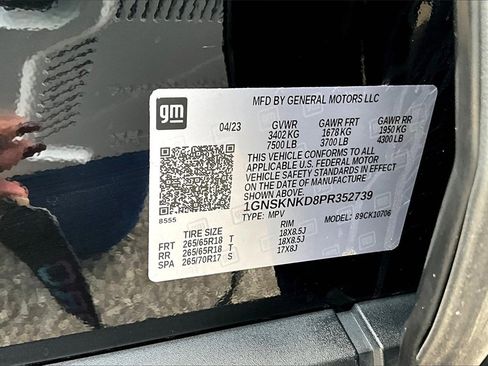 gm
MFD BY GENERAL MOTORS LLC
04/23 GVWR GAWR FRT GAWR RR
3402 KG 1678 KG 1950 KG
7500 LB 3700 LB 4300 LB
THIS VEHICLE CONFORMS TO ALL
APPLICABLE U.S. FEDERAL MOTOR
VEHICLE SAFETY STANDARDS IN EFFECT
ON THE DATE OF MANUFACTURE
SHOWN ABOVE.
1GNSKNKD8PR352739
8555 TYPE: MPV MODEL: 89CK10706
TIRE SIZE RIM
FRT 265/65R18 T 18X8.5J
RR 265/65R18 T 18X8.5J
SPA 265/70R17 S 17X8J